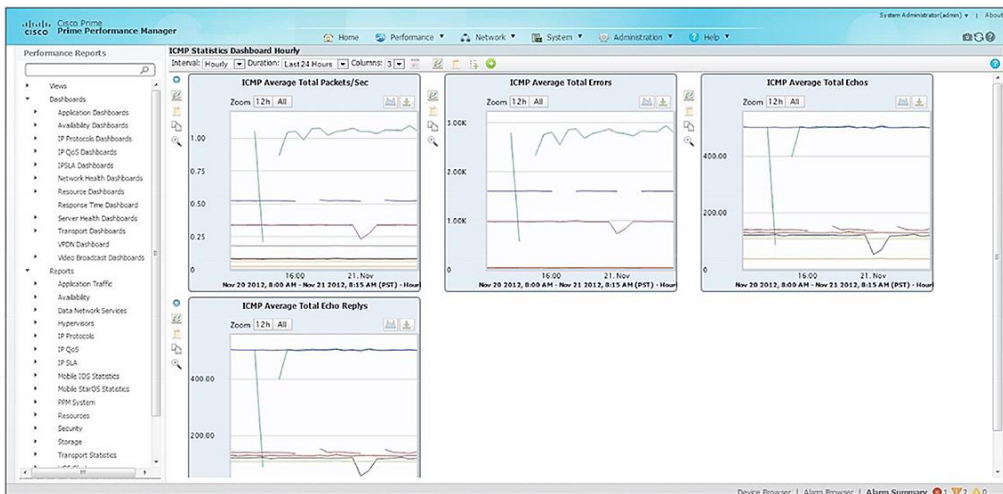 System Administrator(admin) | About
Cisco Prime
CISCO Prime Performance Manager
Home Performance Network System Administration Help
Performance Reports
Views
Dashboards
Application Dashboards
Availability Dashboards
IP Protocols Dashboards
IP QoS Dashboards
IPSLA Dashboards
Network Health Dashboards
Resource Dashboards
Response Time Dashboard
Server Health Dashboards
Transport Dashboards
VPDN Dashboard
Video Broadcast Dashboards
Reports
Application Traffic
Availability
Data Network Services
Hypervisors
IP Protocols
IP QoS
IP SLA
Mobile IOS Statistics
Mobile StarOS Statistics
PPM System
Resources
Security
Storage
Transport Statistics
ICMP Statistics Dashboard Hourly
Interval: Hourly Duration: Last 24 Hours Columns: 3
ICMP Average Total Packets/Sec
Zoom 12h All
1.00
0.75
0.50
0.25
0
16:00 21. Nov
Nov 20 2012, 8:00 AM - Nov 21 2012, 8:15 AM (PST) - Hour
ICMP Average Total Errors
Zoom 12h All
3.00K
2.00K
1.00K
0
16:00 21. Nov
Nov 20 2012, 8:00 AM - Nov 21 2012, 8:15 AM (PST) - Hour
ICMP Average Total Echos
Zoom 12h All
400.00
200.00
0
16:00 21. Nov
Nov 20 2012, 8:00 AM - Nov 21 2012, 8:15 AM (PST) - Hour
ICMP Average Total Echo Replys
Zoom 12h All
400.00
200.00
Device Browser | Alarm Browser | Alarm Summary 1 2 0